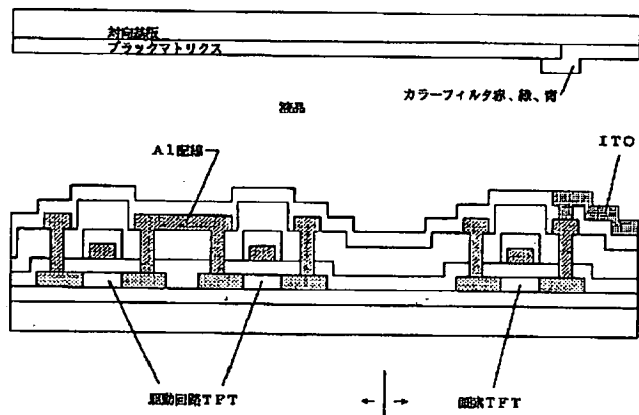 対向基板
ブラックマトリクス
カラーフィルタ赤、緑、青
液晶
Al配線
ITO
駆動回路TFT
画素TFT